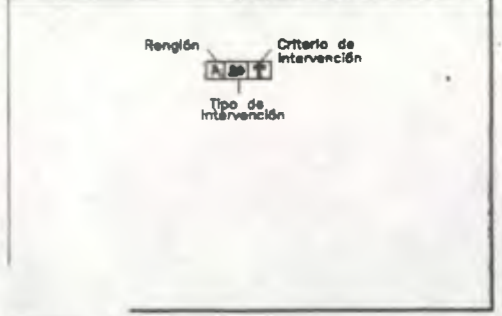 Renglón
Criterio de
Intervención
Tipo de
Intervención